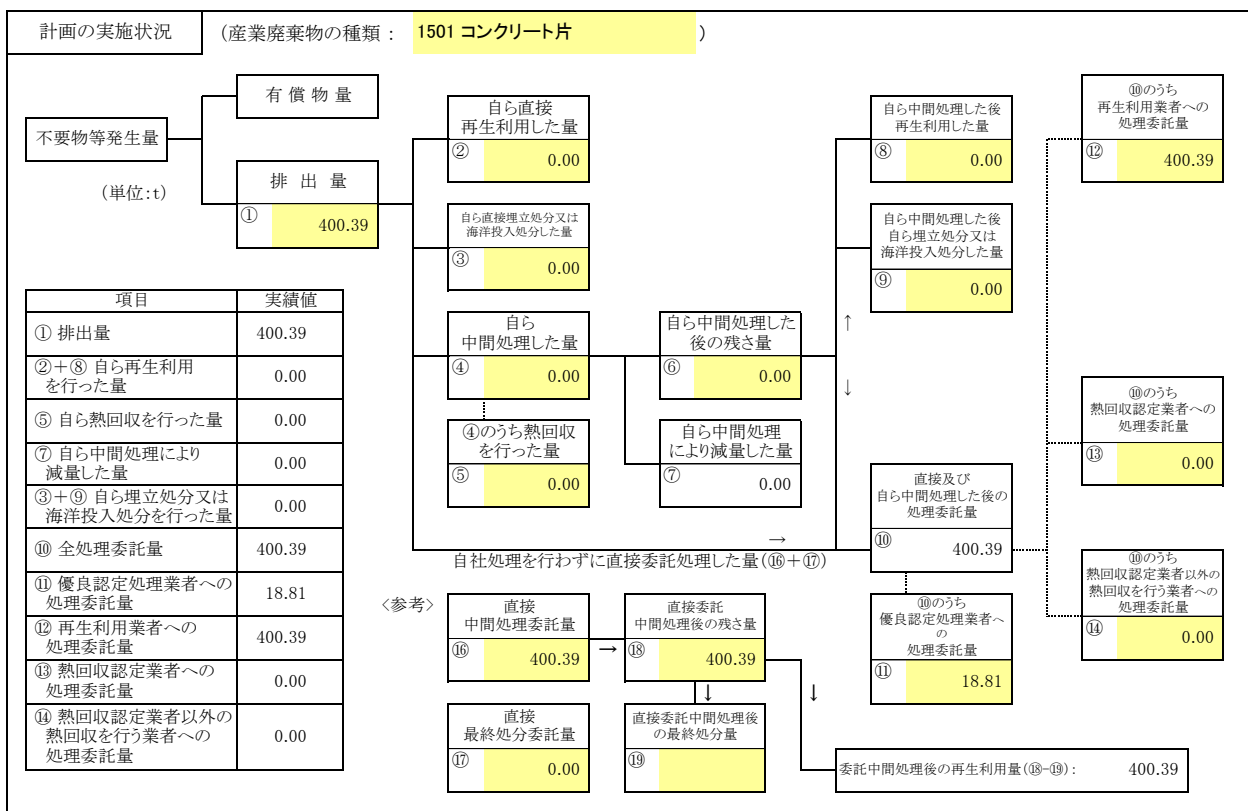 計画の実施状況 (産業廃棄物の種類： 1501 コンクリート片 )
有 償 物 量
不要物等発生量
(単位:t)
排 出 量
① 400.39
自ら直接
再生利用した量
② 0.00
自ら直接埋立処分又は
海洋投入処分した量
③ 0.00
自ら
中間処理した量
④ 0.00
④のうち熱回収
を行った量
⑤ 0.00
自ら中間処理した
後の残さ量
⑥ 0.00
自ら中間処理
により減量した量
⑦ 0.00
自ら中間処理した後
再生利用した量
⑧ 0.00
自ら中間処理した後
自ら埋立処分又は
海洋投入処分した量
⑨ 0.00
↑
↓
直接及び
自ら中間処理した後の
処理委託量
⑩ 400.39
⑩のうち
再生利用業者への
処理委託量
⑫ 400.39
⑩のうち
熱回収認定業者への
処理委託量
⑬ 0.00
⑩のうち
熱回収認定業者以外の
熱回収を行う業者への
処理委託量
⑭ 0.00
⑩のうち
優良認定処理業者へ
の
処理委託量
⑪ 18.81
→
自社処理を行わずに直接委託処理した量(⑯＋⑰)
<参考>
直接
中間処理委託量
⑯ 400.39
→
直接委託
中間処理後の残さ量
⑱ 400.39
↓ ↓
直接
最終処分委託量
⑰ 0.00
直接委託中間処理後
の最終処分量
⑲
委託中間処理後の再生利用量(⑱-⑲)： 400.39
項目 実績値
① 排出量 400.39
②＋⑧ 自ら再生利用
を行った量 0.00
⑤ 自ら熱回収を行った量 0.00
⑦ 自ら中間処理により
減量した量 0.00
③＋⑨ 自ら埋立処分又は
海洋投入処分を行った量 0.00
⑩ 全処理委託量 400.39
⑪ 優良認定処理業者への
処理委託量 18.81
⑫ 再生利用業者への
処理委託量 400.39
⑬ 熱回収認定業者への
処理委託量 0.00
⑭ 熱回収認定業者以外の
熱回収を行う業者への
処理委託量 0.00